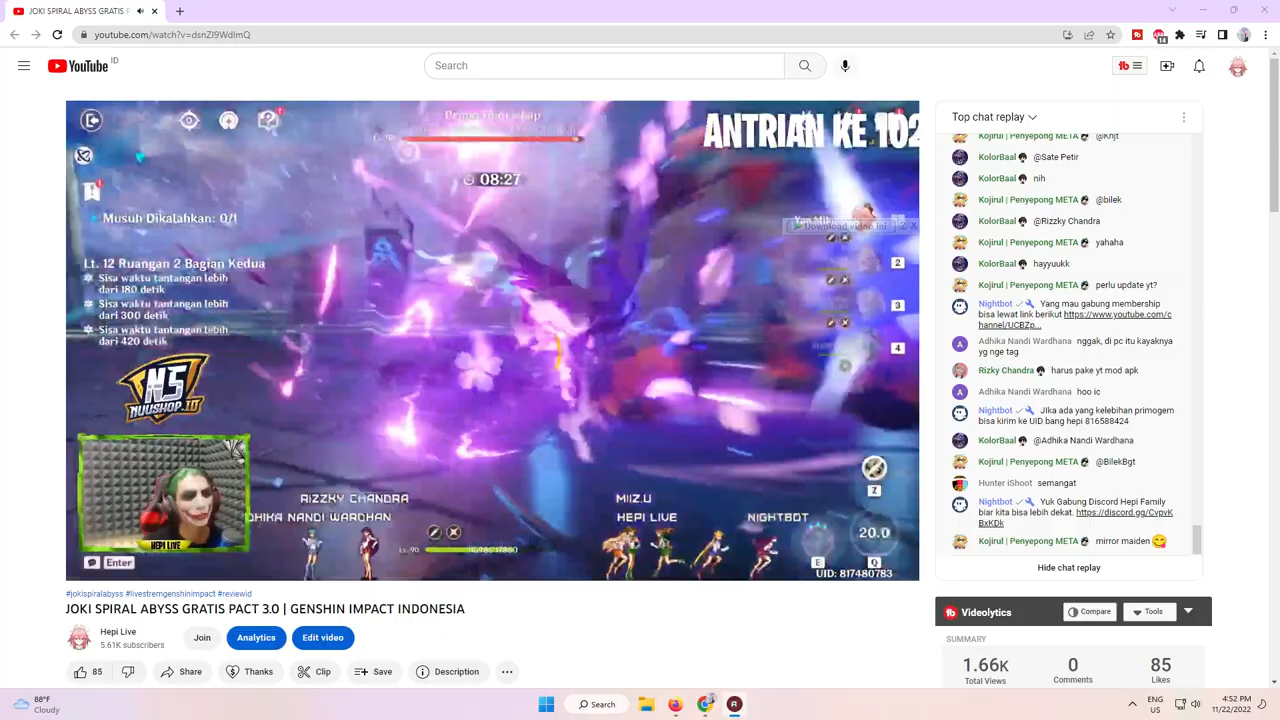 JOKI SPIRAL ABYSS GRATIS P
youtube.com/watch?v=dsnZI9WdlmQ
14
YouTube ID
Search
ANTRIAN KE 102
08:27
Musuh Dikalahkan: 0/1
Lt. 12 Ruangan 2 Bagian Kedua
Sisa waktu tantangan lebih
dari 180 detik
Sisa waktu tantangan lebih
dari 300 detik
Sisa waktu tantangan lebih
dari 420 detik
Download video ini
2
3
4
NS
NUUSHOP.ID
RIZZKY CHANDRA
DHIKA NANDI WARDHAN
MIIZ.U
HEPI LIVE
NIGHTBOT
HEPI LIVE
Enter
Lv. 90
Z
20.0
E
Q
UID: 817480783
Top chat replay
Kojirul | Penyepong META @Knjt
KolorBaal @Sate Petir
KolorBaal nih
Kojirul | Penyepong META @bilek
KolorBaal @Rizzky Chandra
Kojirul | Penyepong META yahaha
KolorBaal hayyuukk
Kojirul | Penyepong META perlu update yt?
Nightbot Yang mau gabung membership
bisa lewat link berikut https://www.youtube.com/c
hannel/UCBZp...
Adhika Nandi Wardhana nggak, di pc itu kayaknya
yg nge tag
Rizky Chandra harus pake yt mod apk
Adhika Nandi Wardhana hoo ic
Nightbot JIka ada yang kelebihan primogem
bisa kirim ke UID bang hepi 816588424
KolorBaal @Adhika Nandi Wardhana
Kojirul | Penyepong META @BilekBgt
Hunter iShoot semangat
Nightbot Yuk Gabung Discord Hepi Family
biar kita bisa lebih dekat. https://discord.gg/CvpvK
BxKDk
Kojirul | Penyepong META mirror maiden 😋
Hide chat replay
#jokispiralabyss #livestremgenshinimpact #reviewid
JOKI SPIRAL ABYSS GRATIS PACT 3.0 | GENSHIN IMPACT INDONESIA
Hepi Live
5.61K subscribers
Join
Analytics
Edit video
85
Share
Thanks
Clip
Save
Description
Videolytics
Compare
Tools
SUMMARY
1.66K
Total Views
0
Comments
85
Likes
88°F
Cloudy
Search
ENG
US
4:52 PM
11/22/2022